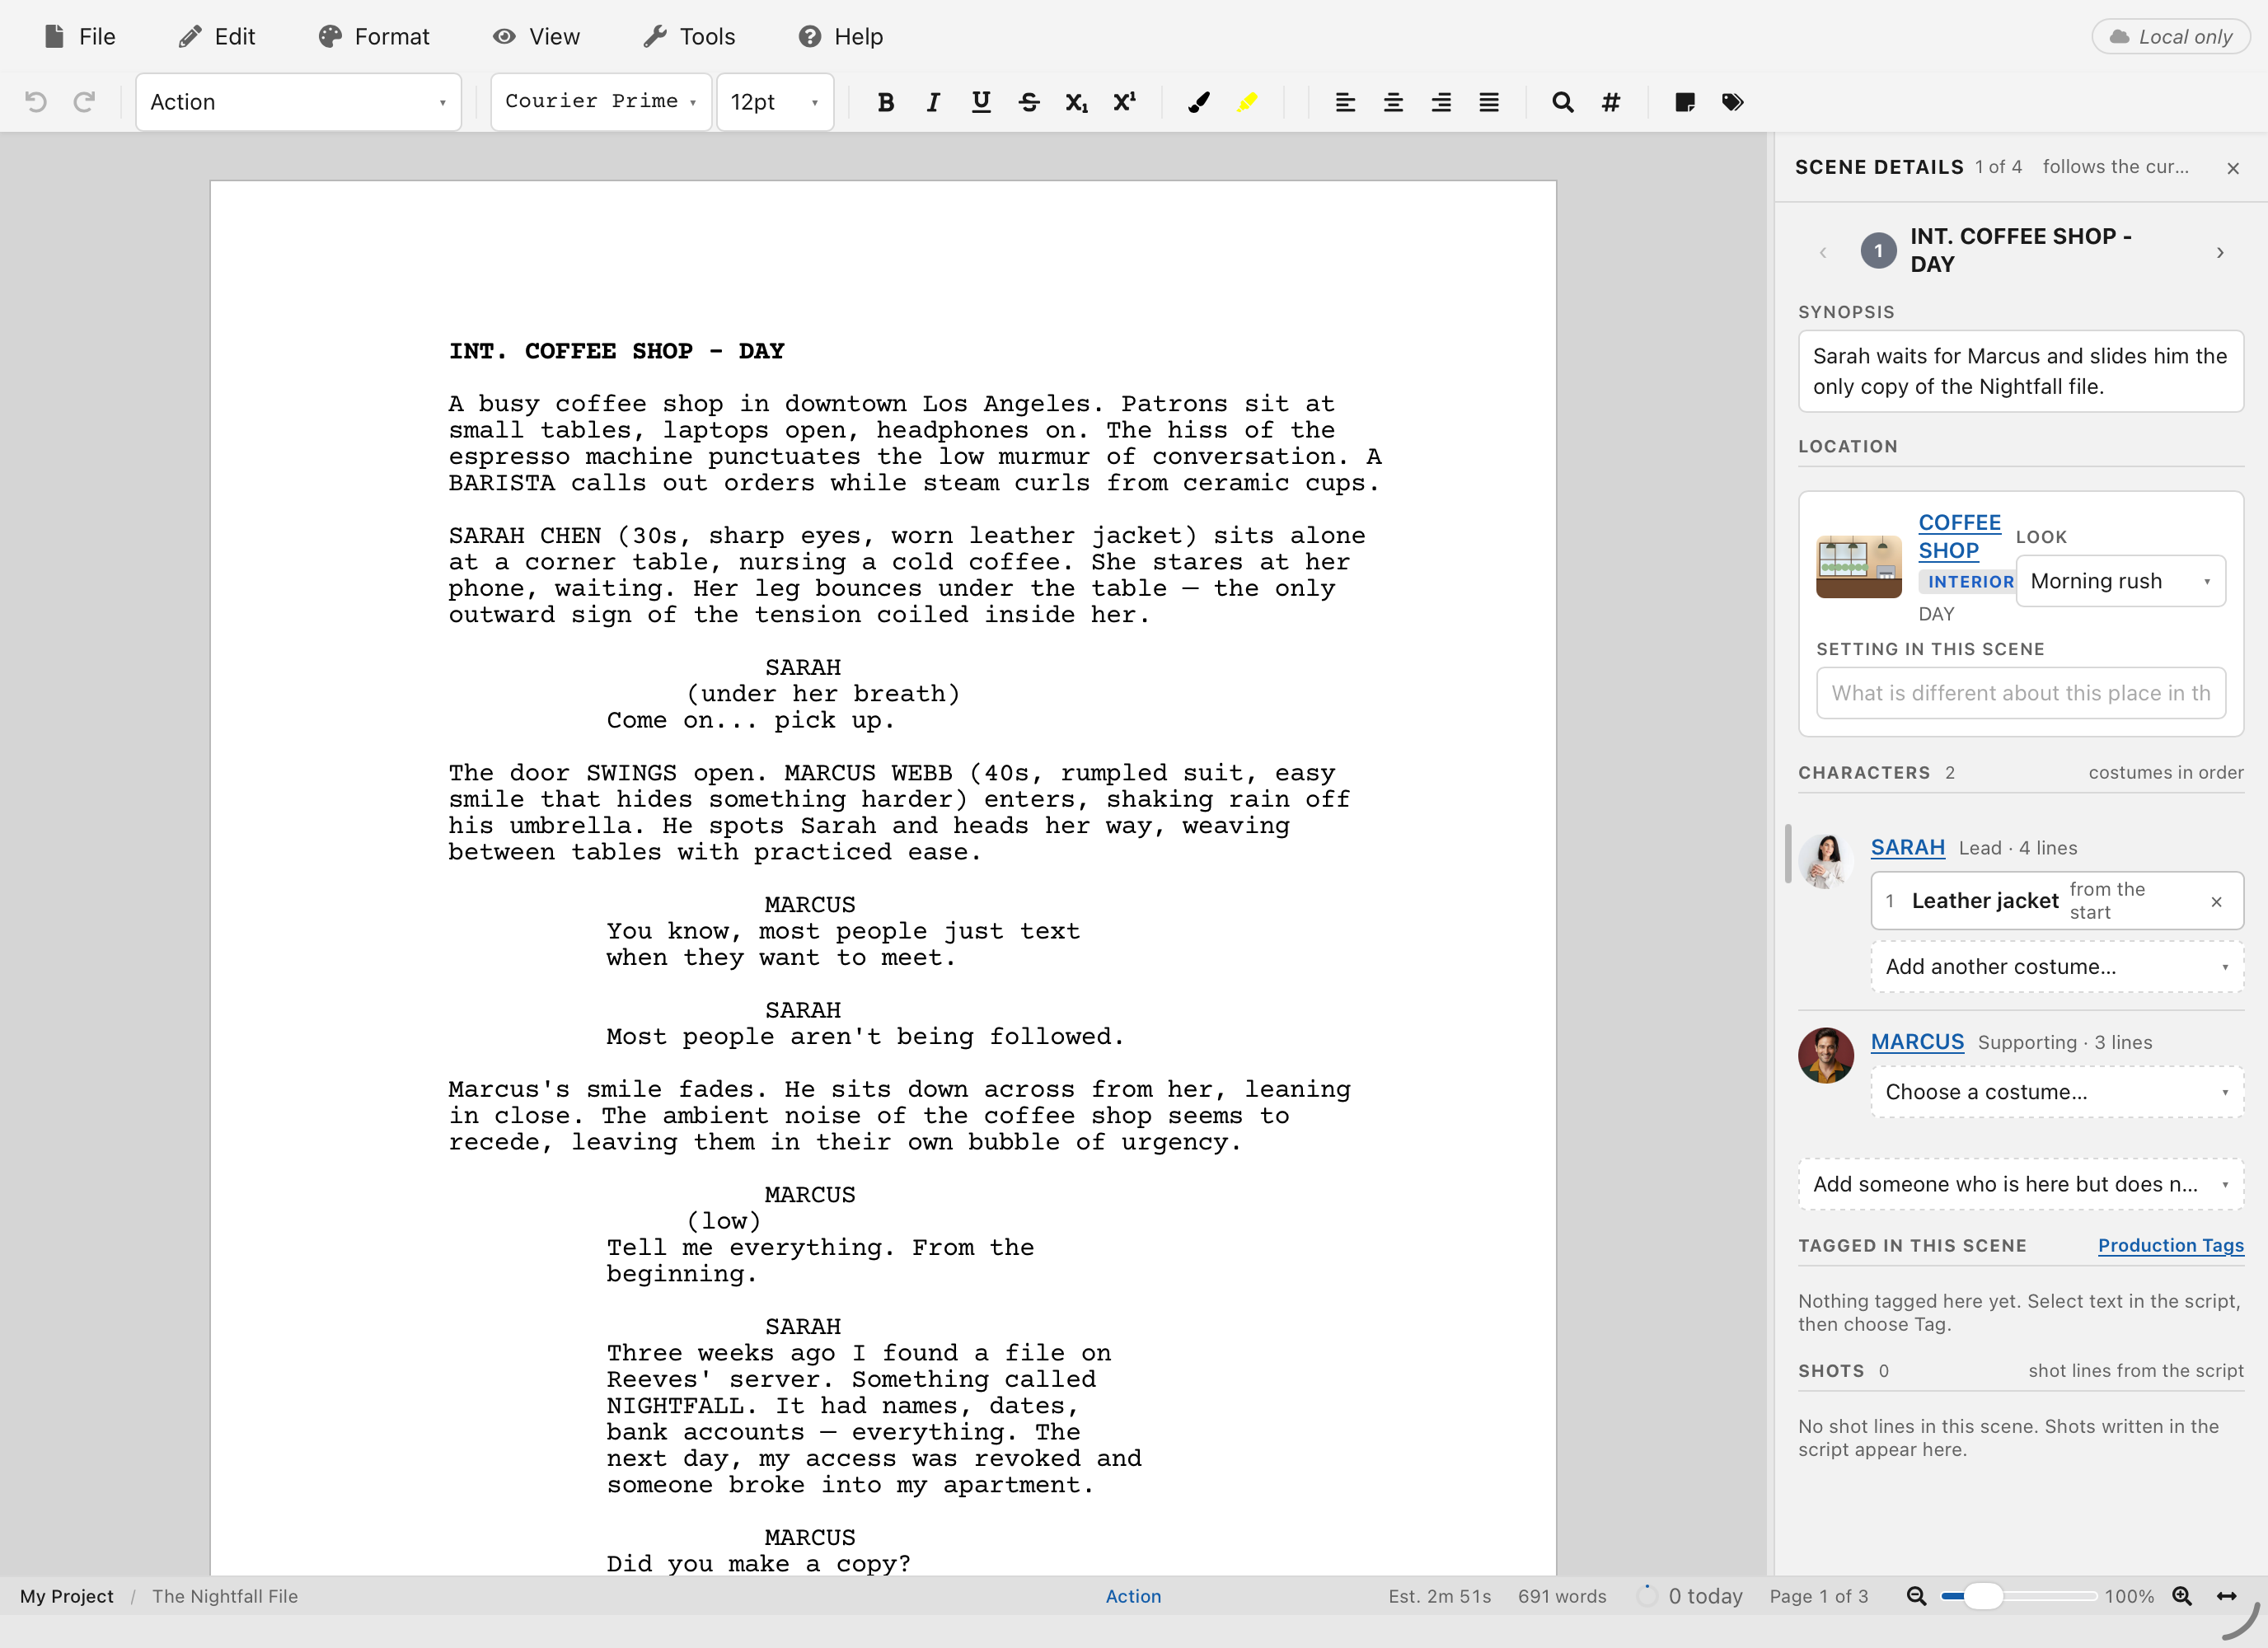 File Edit Format View Tools Help Local only
Action Courier Prime 12pt
INT. COFFEE SHOP - DAY
A busy coffee shop in downtown Los Angeles. Patrons sit at
small tables, laptops open, headphones on. The hiss of the
espresso machine punctuates the low murmur of conversation. A
BARISTA calls out orders while steam curls from ceramic cups.
SARAH CHEN (30s, sharp eyes, worn leather jacket) sits alone
at a corner table, nursing a cold coffee. She stares at her
phone, waiting. Her leg bounces under the table — the only
outward sign of the tension coiled inside her.
SARAH
(under her breath)
Come on... pick up.
The door SWINGS open. MARCUS WEBB (40s, rumpled suit, easy
smile that hides something harder) enters, shaking rain off
his umbrella. He spots Sarah and heads her way, weaving
between tables with practiced ease.
MARCUS
You know, most people just text
when they want to meet.
SARAH
Most people aren't being followed.
Marcus's smile fades. He sits down across from her, leaning
in close. The ambient noise of the coffee shop seems to
recede, leaving them in their own bubble of urgency.
MARCUS
(low)
Tell me everything. From the
beginning.
SARAH
Three weeks ago I found a file on
Reeves' server. Something called
NIGHTFALL. It had names, dates,
bank accounts — everything. The
next day, my access was revoked and
someone broke into my apartment.
MARCUS
Did you make a copy?
SCENE DETAILS 1 of 4 follows the cur...
1 INT. COFFEE SHOP -
DAY
SYNOPSIS
Sarah waits for Marcus and slides him the
only copy of the Nightfall file.
LOCATION
COFFEE
SHOP
INTERIOR
DAY
LOOK
Morning rush
SETTING IN THIS SCENE
What is different about this place in th
CHARACTERS 2 costumes in order
SARAH Lead · 4 lines
1 Leather jacket from the
start
Add another costume...
MARCUS Supporting · 3 lines
Choose a costume...
Add someone who is here but does n...
TAGGED IN THIS SCENE Production Tags
Nothing tagged here yet. Select text in the script,
then choose Tag.
SHOTS 0 shot lines from the script
No shot lines in this scene. Shots written in the
script appear here.
My Project / The Nightfall File Action Est. 2m 51s 691 words 0 today Page 1 of 3 100%